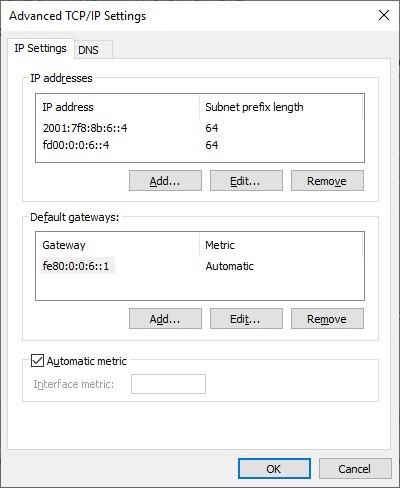 Advanced TCP/IP Settings
IP Settings DNS
IP addresses
IP address Subnet prefix length
2001:7f8:8b:6::4 64
fd00:0:0:6::4 64
Add... Edit... Remove
Default gateways:
Gateway Metric
fe80:0:0:6::1 Automatic
Add... Edit... Remove
Automatic metric
Interface metric:
OK Cancel